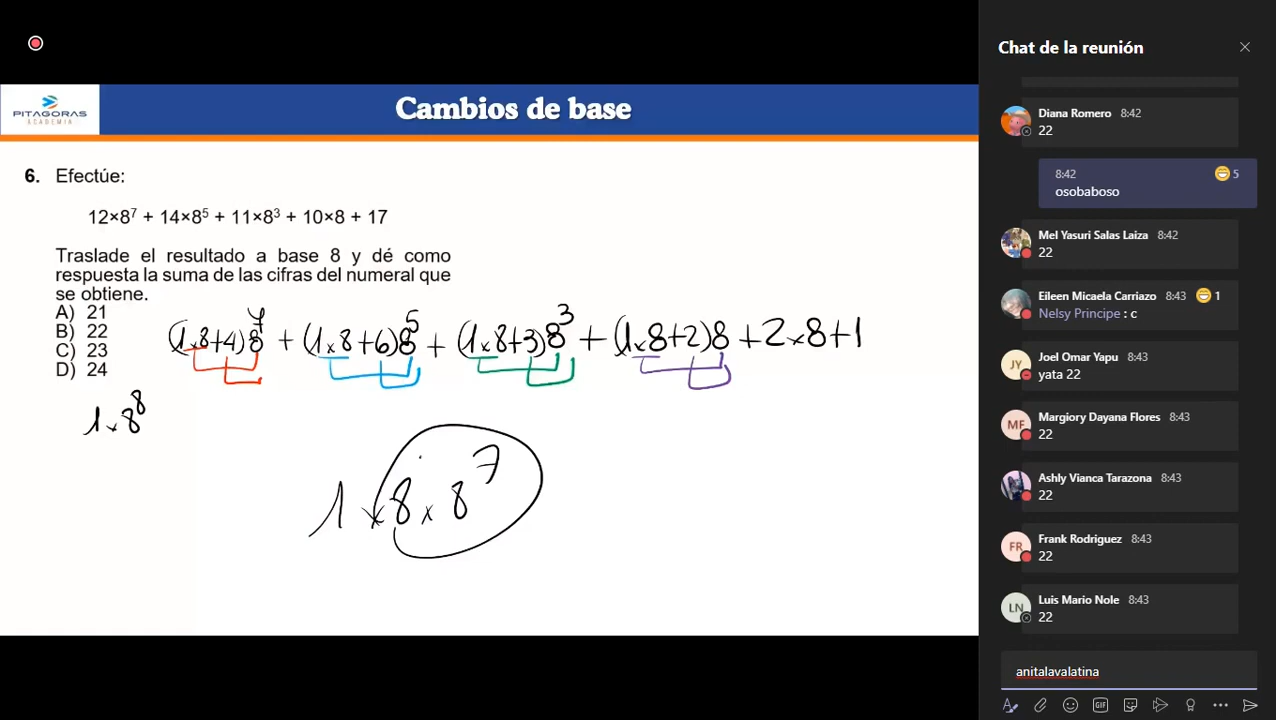 Cambios de base
PITAGORAS
ACADEMIA
6. Efectúe:
12×8⁷ + 14×8⁵ + 11×8³ + 10×8 + 17
Traslade el resultado a base 8 y dé como
respuesta la suma de las cifras del numeral que
se obtiene.
A) 21
B) 22
C) 23
D) 24
(1×8+4)8⁷ + (1×8+6)8⁵ + (1×8+3)8³ + (1×8+2)8 + 2×8+1
1×8⁸
1×8×8⁷
Chat de la reunión
Diana Romero 8:42
22
8:42 5
osobaboso
Mel Yasuri Salas Laiza 8:42
22
Eileen Micaela Carriazo 8:43 1
Nelsy Principe : c
JY Joel Omar Yapu 8:43
yata 22
MF Margiory Dayana Flores 8:43
22
Ashly Vianca Tarazona 8:43
22
FR Frank Rodriguez 8:43
22
LN Luis Mario Nole 8:43
22
anitalavalatina
GIF